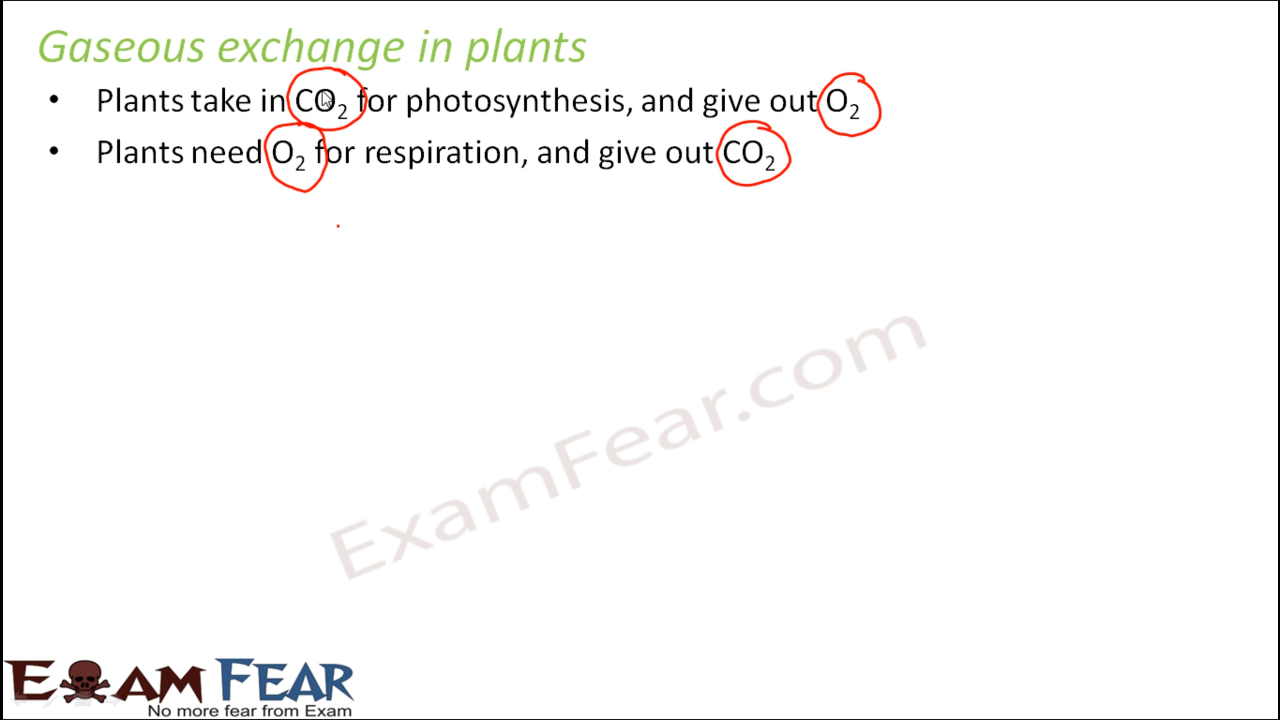 Gaseous exchange in plants
• Plants take in CO₂ for photosynthesis, and give out O₂
• Plants need O₂ for respiration, and give out CO₂
ExamFear.com
EXAM FEAR
No more fear from Exam